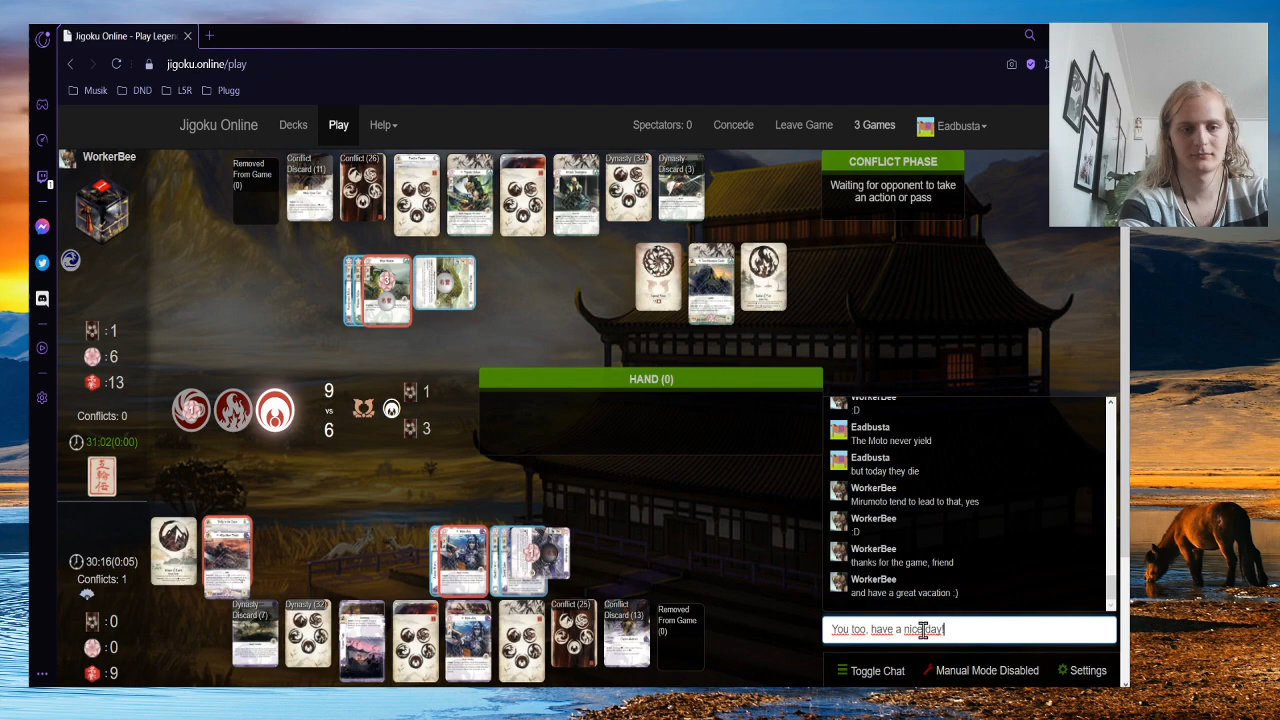 Jigoku Online - Play Legen
jigoku.online/play
Musik
DND
L5R
Plugg
Jigoku Online
Decks
Play
Help
Spectators: 0
Concede
Leave Game
3 Games
Eadbusta
WorkerBee
Removed From Game (0)
Conflict Discard (11)
Conflict (26)
Dynasty (34)
Dynasty Discard (3)
CONFLICT PHASE
Waiting for opponent to take
an action or pass
:1
:6
:13
Conflicts: 0
31:02(0:00)
9
vs
6
1
3
HAND (0)
WorkerBee
:D
Eadbusta
The Moto never yield
Eadbusta
but today they die
WorkerBee
Mirumoto tend to lead to that, yes
WorkerBee
:D
WorkerBee
thanks for the game, friend
WorkerBee
and have a great vacation :)
You too, have a nice day!
30:16(0:05)
Conflicts: 1
:0
:0
:9
Dynasty Discard (7)
Dynasty (32)
Conflict (25)
Conflict Discard (13)
Removed From Game (0)
Toggle Chat
Manual Mode Disabled
Settings